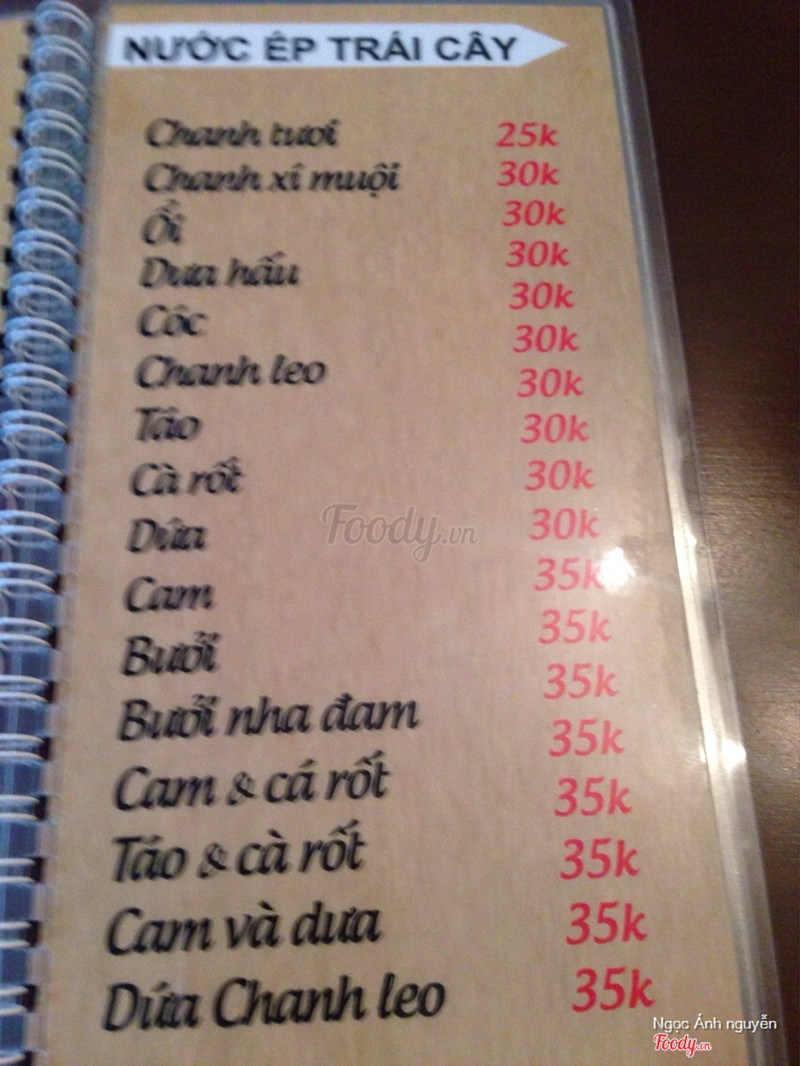 NƯỚC ÉP TRÁI CÂY
Chanh tươi
Chanh xí muội
Ổi
Dưa hấu
Cóc
Chanh leo
Táo
Cà rốt
Dứa
Cam
Bưởi
Bưởi nha đam
Cam & cá rốt
Táo & cà rốt
Cam và dưa
Dứa Chanh leo
25k
30k
30k
30k
30k
30k
30k
30k
30k
30k
35k
35k
35k
35k
35k
35k
35k
35k
Foody.vn
Ngọc Ánh nguyễn
Foody.vn